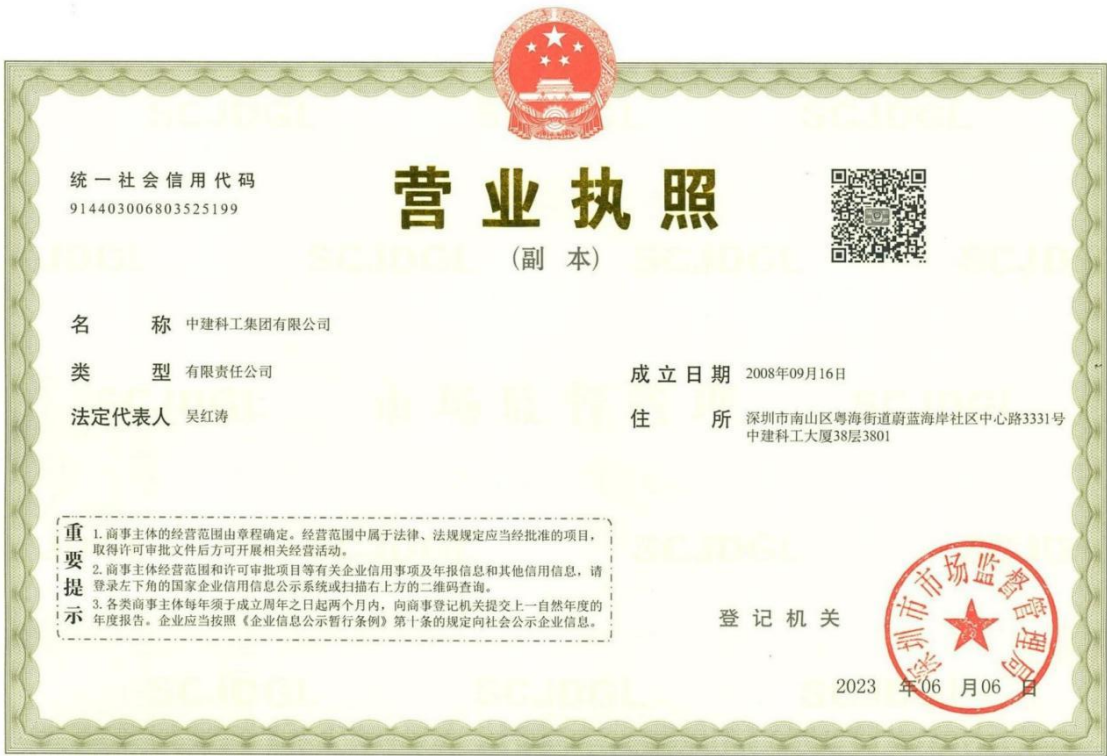 统一社会信用代码
914403006803525199
营业执照
(副 本)
名 称 中建科工集团有限公司
类 型 有限责任公司
法定代表人 吴红涛
成立日期 2008年09月16日
住 所 深圳市南山区粤海街道蔚蓝海岸社区中心路3331号
中建科工大厦38层3801
重要提示
1. 商事主体的经营范围由章程确定。经营范围中属于法律、法规规定应当经批准的项目，
取得许可审批文件后方可开展相关经营活动。
2. 商事主体经营范围和许可审批项目等有关企业信用事项及年报信息和其他信用信息，请
登录左下角的国家企业信用信息公示系统或扫描右上方的二维码查询。
3. 各类商事主体每年须于成立周年之日起两个月内，向商事登记机关提交上一自然年度的
年度报告。企业应当按照《企业信息公示暂行条例》第十条的规定向社会公示企业信息。
登记机关
深圳市市场监督管理局
2023 年06 月06 日
SCJDGL